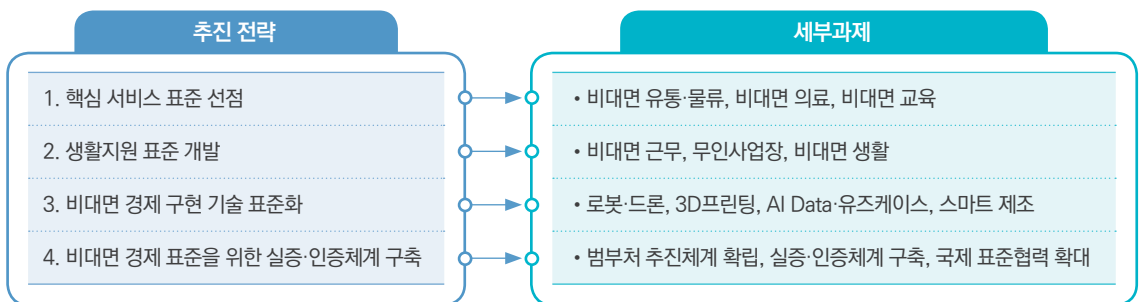 추진 전략
세부과제
1. 핵심 서비스 표준 선점
• 비대면 유통·물류, 비대면 의료, 비대면 교육
2. 생활지원 표준 개발
• 비대면 근무, 무인사업장, 비대면 생활
3. 비대면 경제 구현 기술 표준화
• 로봇·드론, 3D프린팅, AI Data·유즈케이스, 스마트 제조
4. 비대면 경제 표준을 위한 실증·인증체계 구축
• 범부처 추진체계 확립, 실증·인증체계 구축, 국제 표준협력 확대